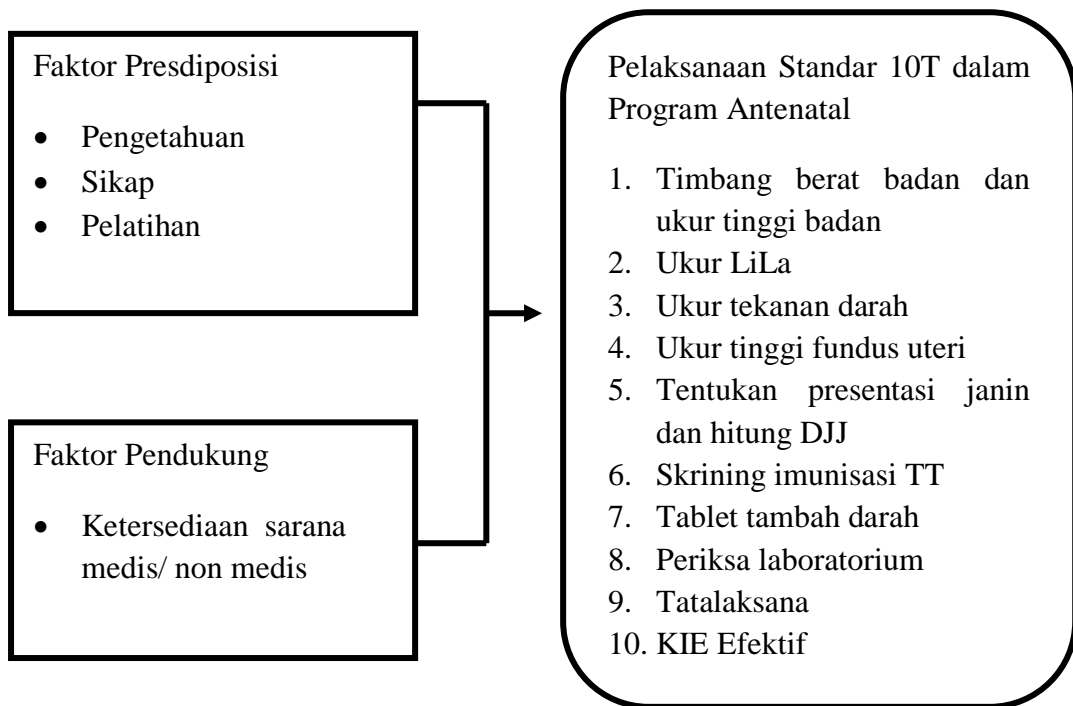 Faktor Presdiposisi
• Pengetahuan
• Sikap
• Pelatihan
Faktor Pendukung
• Ketersediaan sarana
medis/ non medis
Pelaksanaan Standar 10T dalam
Program Antenatal
1. Timbang berat badan dan
ukur tinggi badan
2. Ukur LiLa
3. Ukur tekanan darah
4. Ukur tinggi fundus uteri
5. Tentukan presentasi janin
dan hitung DJJ
6. Skrining imunisasi TT
7. Tablet tambah darah
8. Periksa laboratorium
9. Tatalaksana
10. KIE Efektif